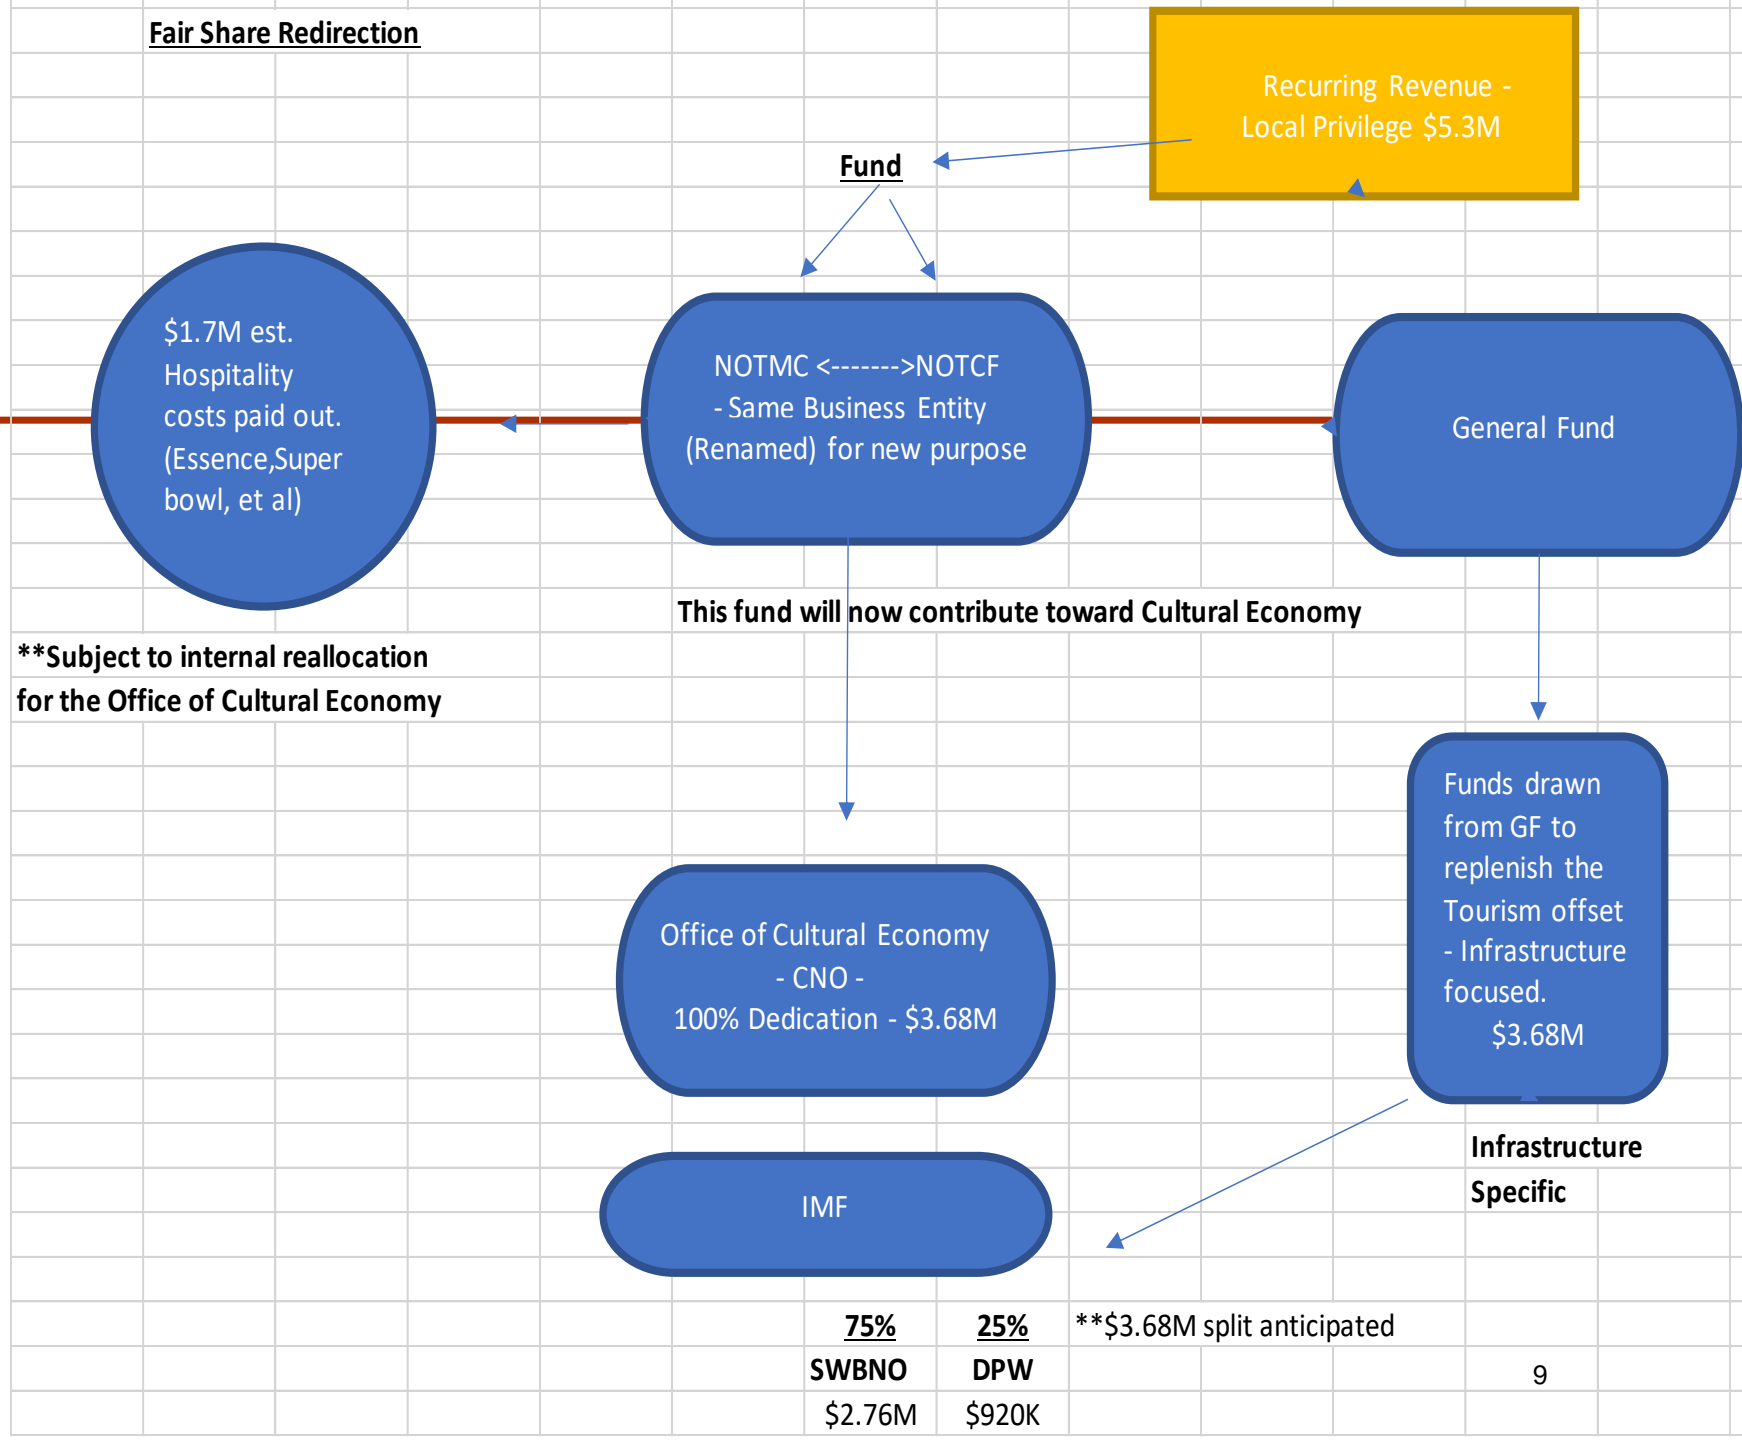 Fair Share Redirection
Recurring Revenue -
Local Privilege $5.3M
Fund
$1.7M est.
Hospitality
costs paid out.
(Essence,Super
bowl, et al)
NOTMC <------->NOTCF
- Same Business Entity
(Renamed) for new purpose
General Fund
This fund will now contribute toward Cultural Economy
**Subject to internal reallocation
for the Office of Cultural Economy
Funds drawn
from GF to
replenish the
Tourism offset
- Infrastructure
focused.
$3.68M
Office of Cultural Economy
- CNO -
100% Dedication - $3.68M
Infrastructure
Specific
IMF
75% 25% **$3.68M split anticipated
SWBNO DPW
9
$2.76M $920K